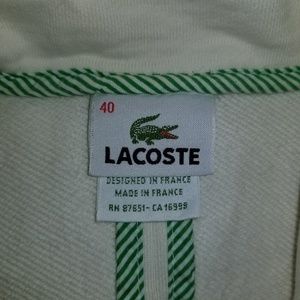 40
LACOSTE
DESIGNED IN FRANCE
MADE IN FRANCE
RN 87651-CA 16999